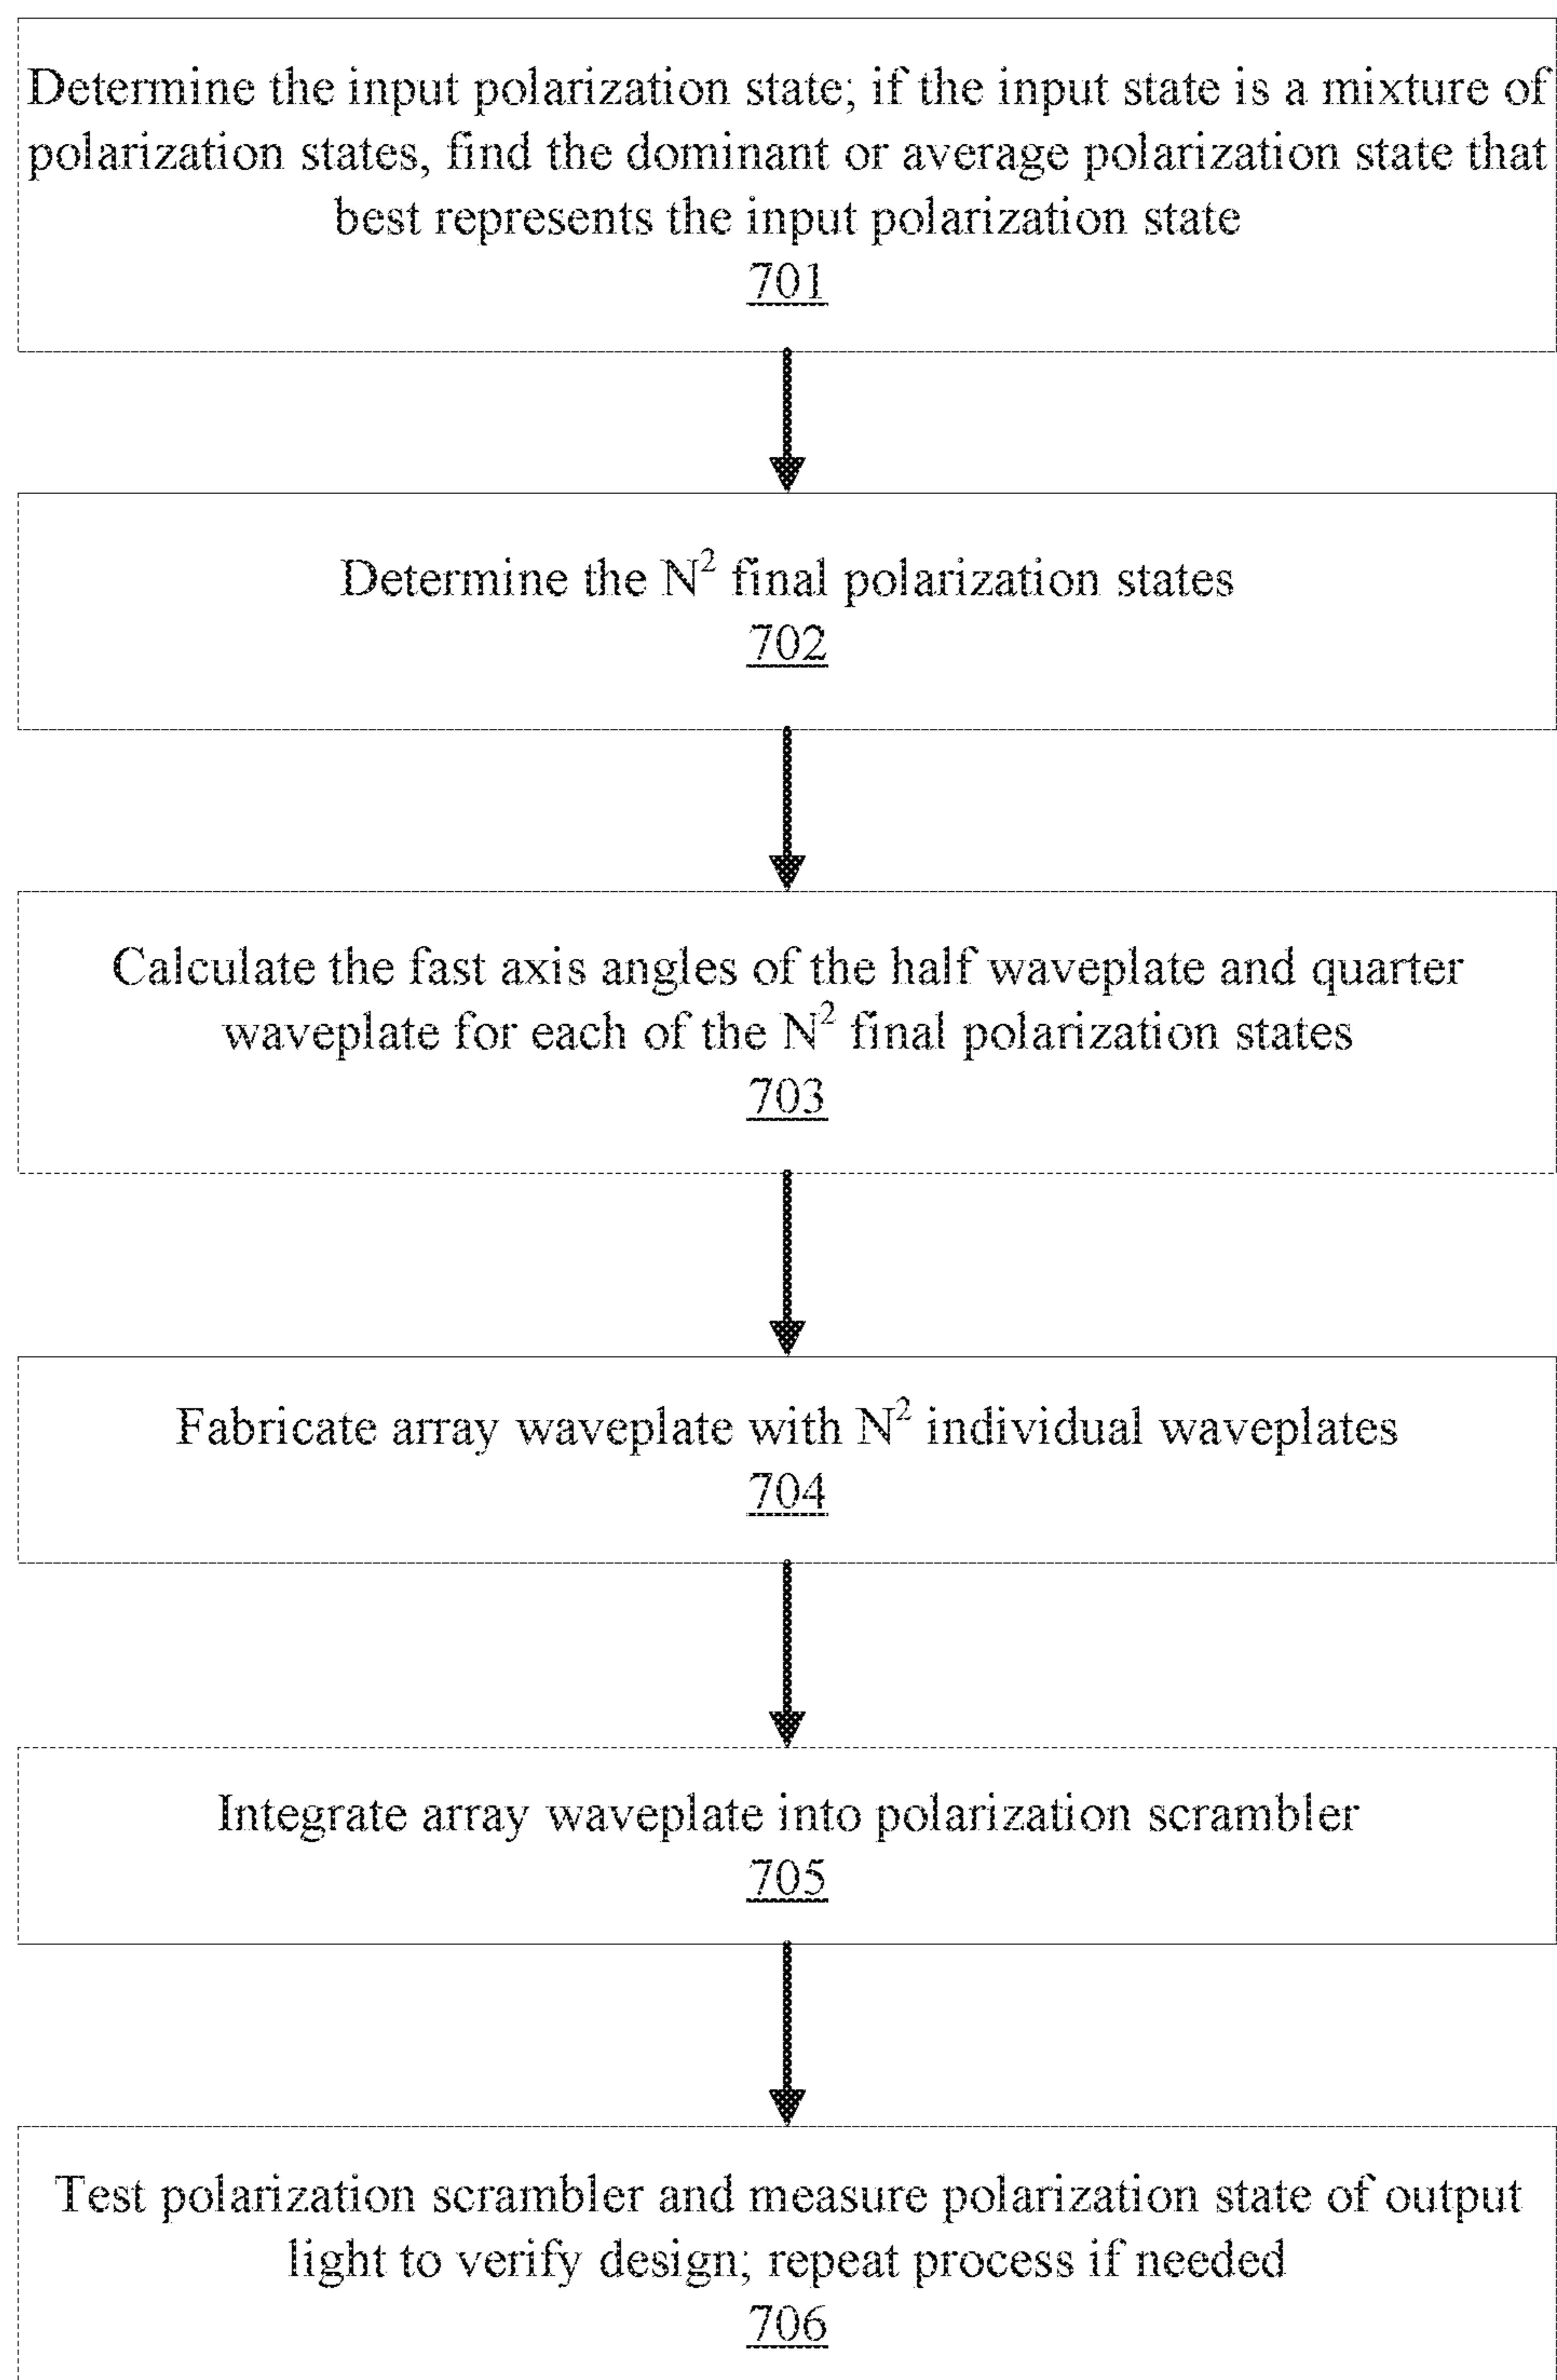 Determine the input polarization state; if the input state is a mixture of
polarization states, find the dominant or average polarization state that
best represents the input polarization state
701
Determine the N² final polarization states
702
Calculate the fast axis angles of the half waveplate and quarter
waveplate for each of the N² final polarization states
703
Fabricate array waveplate with N² individual waveplates
704
Integrate array waveplate into polarization scrambler
705
Test polarization scrambler and measure polarization state of output
light to verify design; repeat process if needed
706